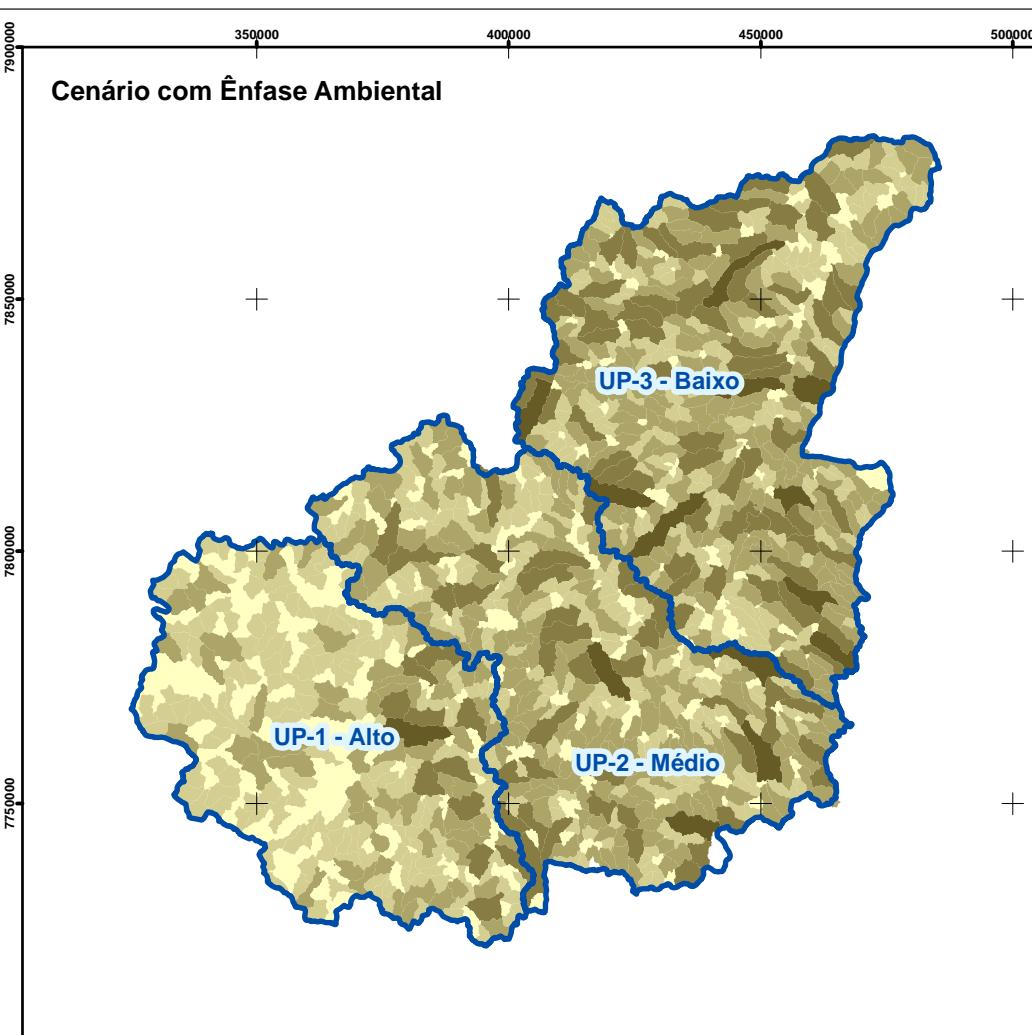 350000 400000 450000 500000
7900000
Cenário com Ênfase Ambiental
7850000
UP-3 - Baixo
7800000
UP-1 - Alto
UP-2 - Médio
7750000